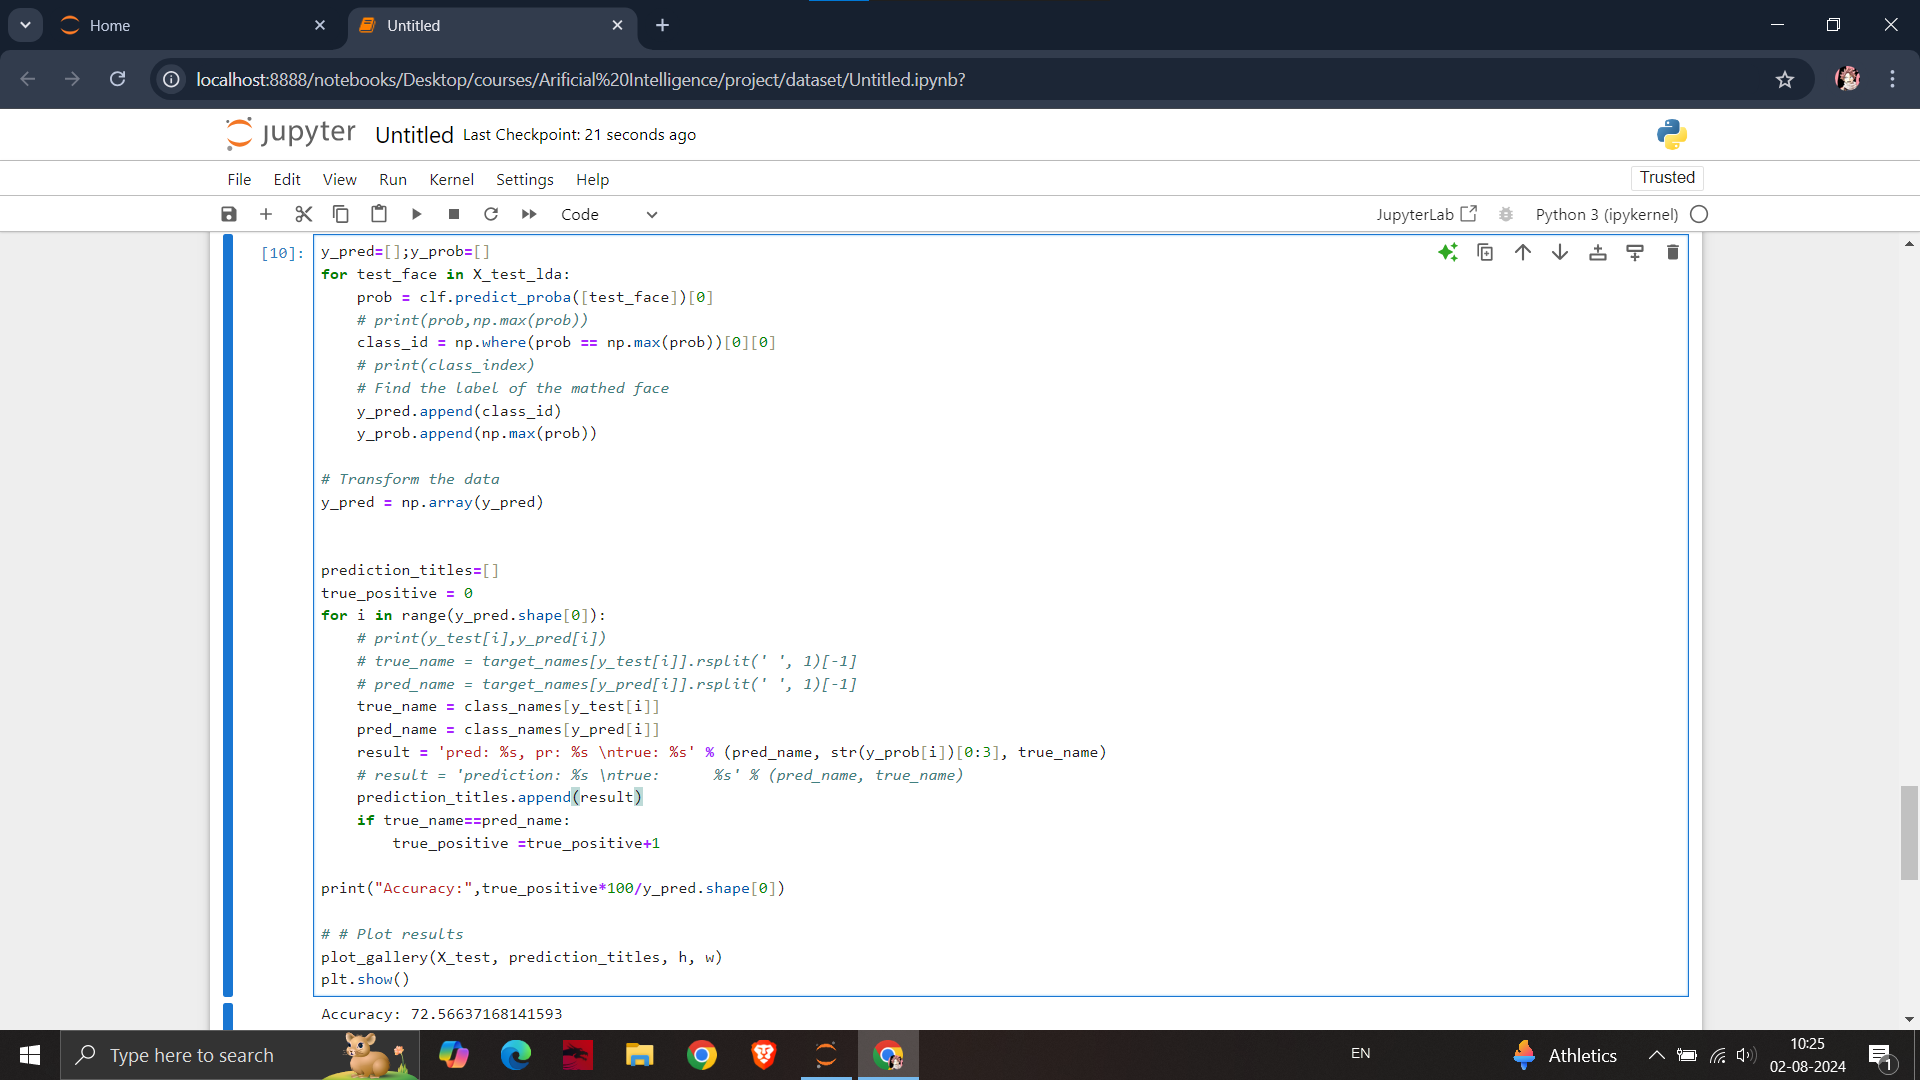 Home
Untitled
localhost:8888/notebooks/Desktop/courses/Arificial%20Intelligence/project/dataset/Untitled.ipynb?
jupyter Untitled Last Checkpoint: 21 seconds ago
File Edit View Run Kernel Settings Help Trusted
Code JupyterLab Python 3 (ipykernel)
[10]: y_pred=[];y_prob=[]
for test_face in X_test_lda:
    prob = clf.predict_proba([test_face])[0]
    # print(prob,np.max(prob))
    class_id = np.where(prob == np.max(prob))[0][0]
    # print(class_index)
    # Find the label of the mathed face
    y_pred.append(class_id)
    y_prob.append(np.max(prob))
# Transform the data
y_pred = np.array(y_pred)
prediction_titles=[]
true_positive = 0
for i in range(y_pred.shape[0]):
    # print(y_test[i],y_pred[i])
    # true_name = target_names[y_test[i]].rsplit(' ', 1)[-1]
    # pred_name = target_names[y_pred[i]].rsplit(' ', 1)[-1]
    true_name = class_names[y_test[i]]
    pred_name = class_names[y_pred[i]]
    result = 'pred: %s, pr: %s \ntrue: %s' % (pred_name, str(y_prob[i])[0:3], true_name)
    # result = 'prediction: %s \ntrue:      %s' % (pred_name, true_name)
    prediction_titles.append(result)
    if true_name==pred_name:
        true_positive =true_positive+1
print("Accuracy:",true_positive*100/y_pred.shape[0])
# # Plot results
plot_gallery(X_test, prediction_titles, h, w)
plt.show()
Accuracy: 72.56637168141593
Type here to search
EN
Athletics
10:25
02-08-2024
1